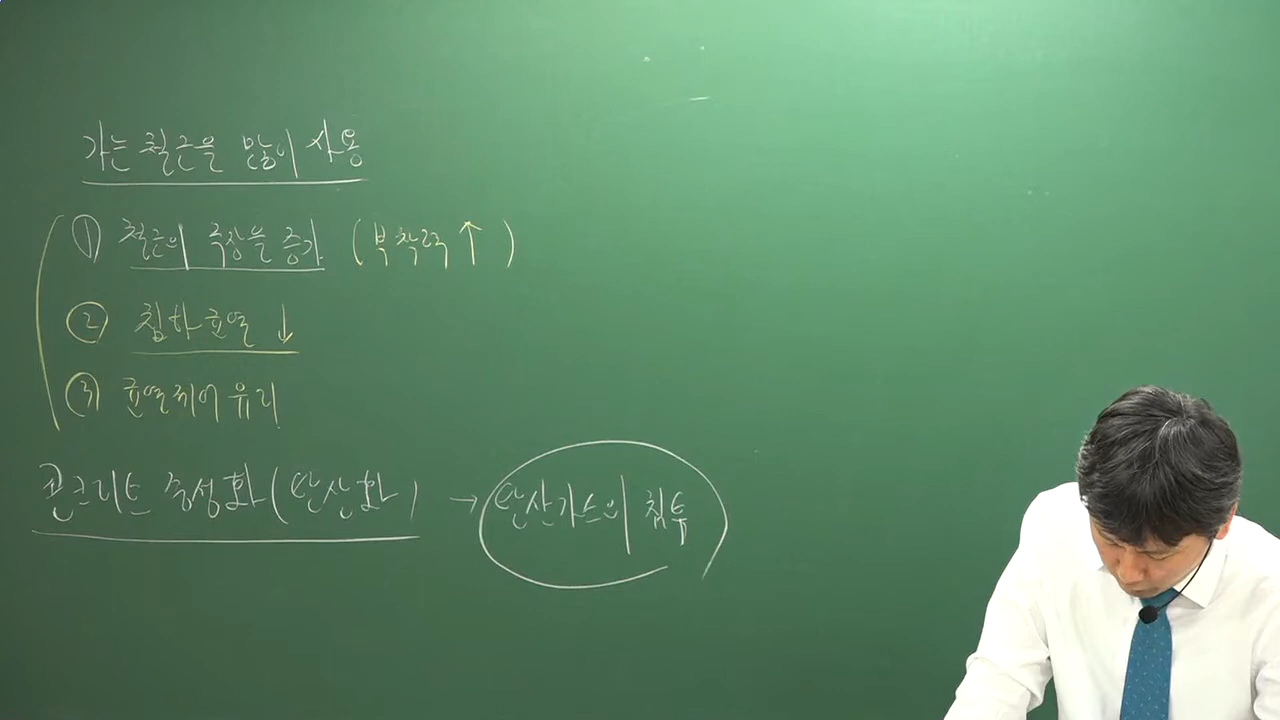 가는 철근을 많이 사용
① 철근의 주장을 증가 (부착력 ↑)
② 침하균열 ↓
③ 균열제어 유리
콘크리트 중성화 (탄산화) → 탄산가스의 침투